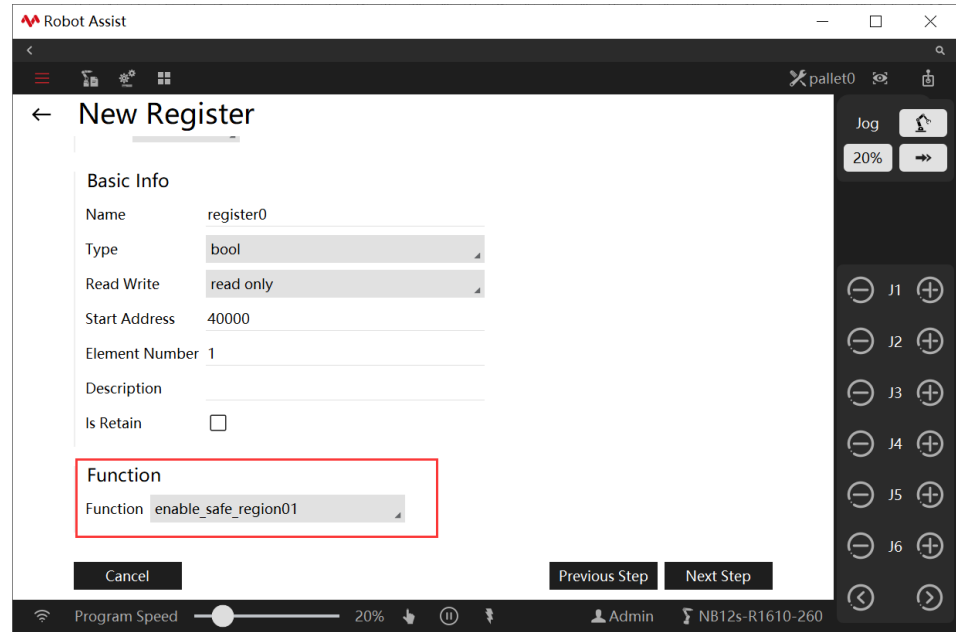 Robot Assist
pallet0
New Register
Jog
20%
Basic Info
Name register0
Type bool
Read Write read only
Start Address 40000
Element Number 1
Description
Is Retain
Function
Function enable_safe_region01
Cancel Previous Step Next Step
J1
J2
J3
J4
J5
J6
Program Speed 20% Admin NB12s-R1610-260